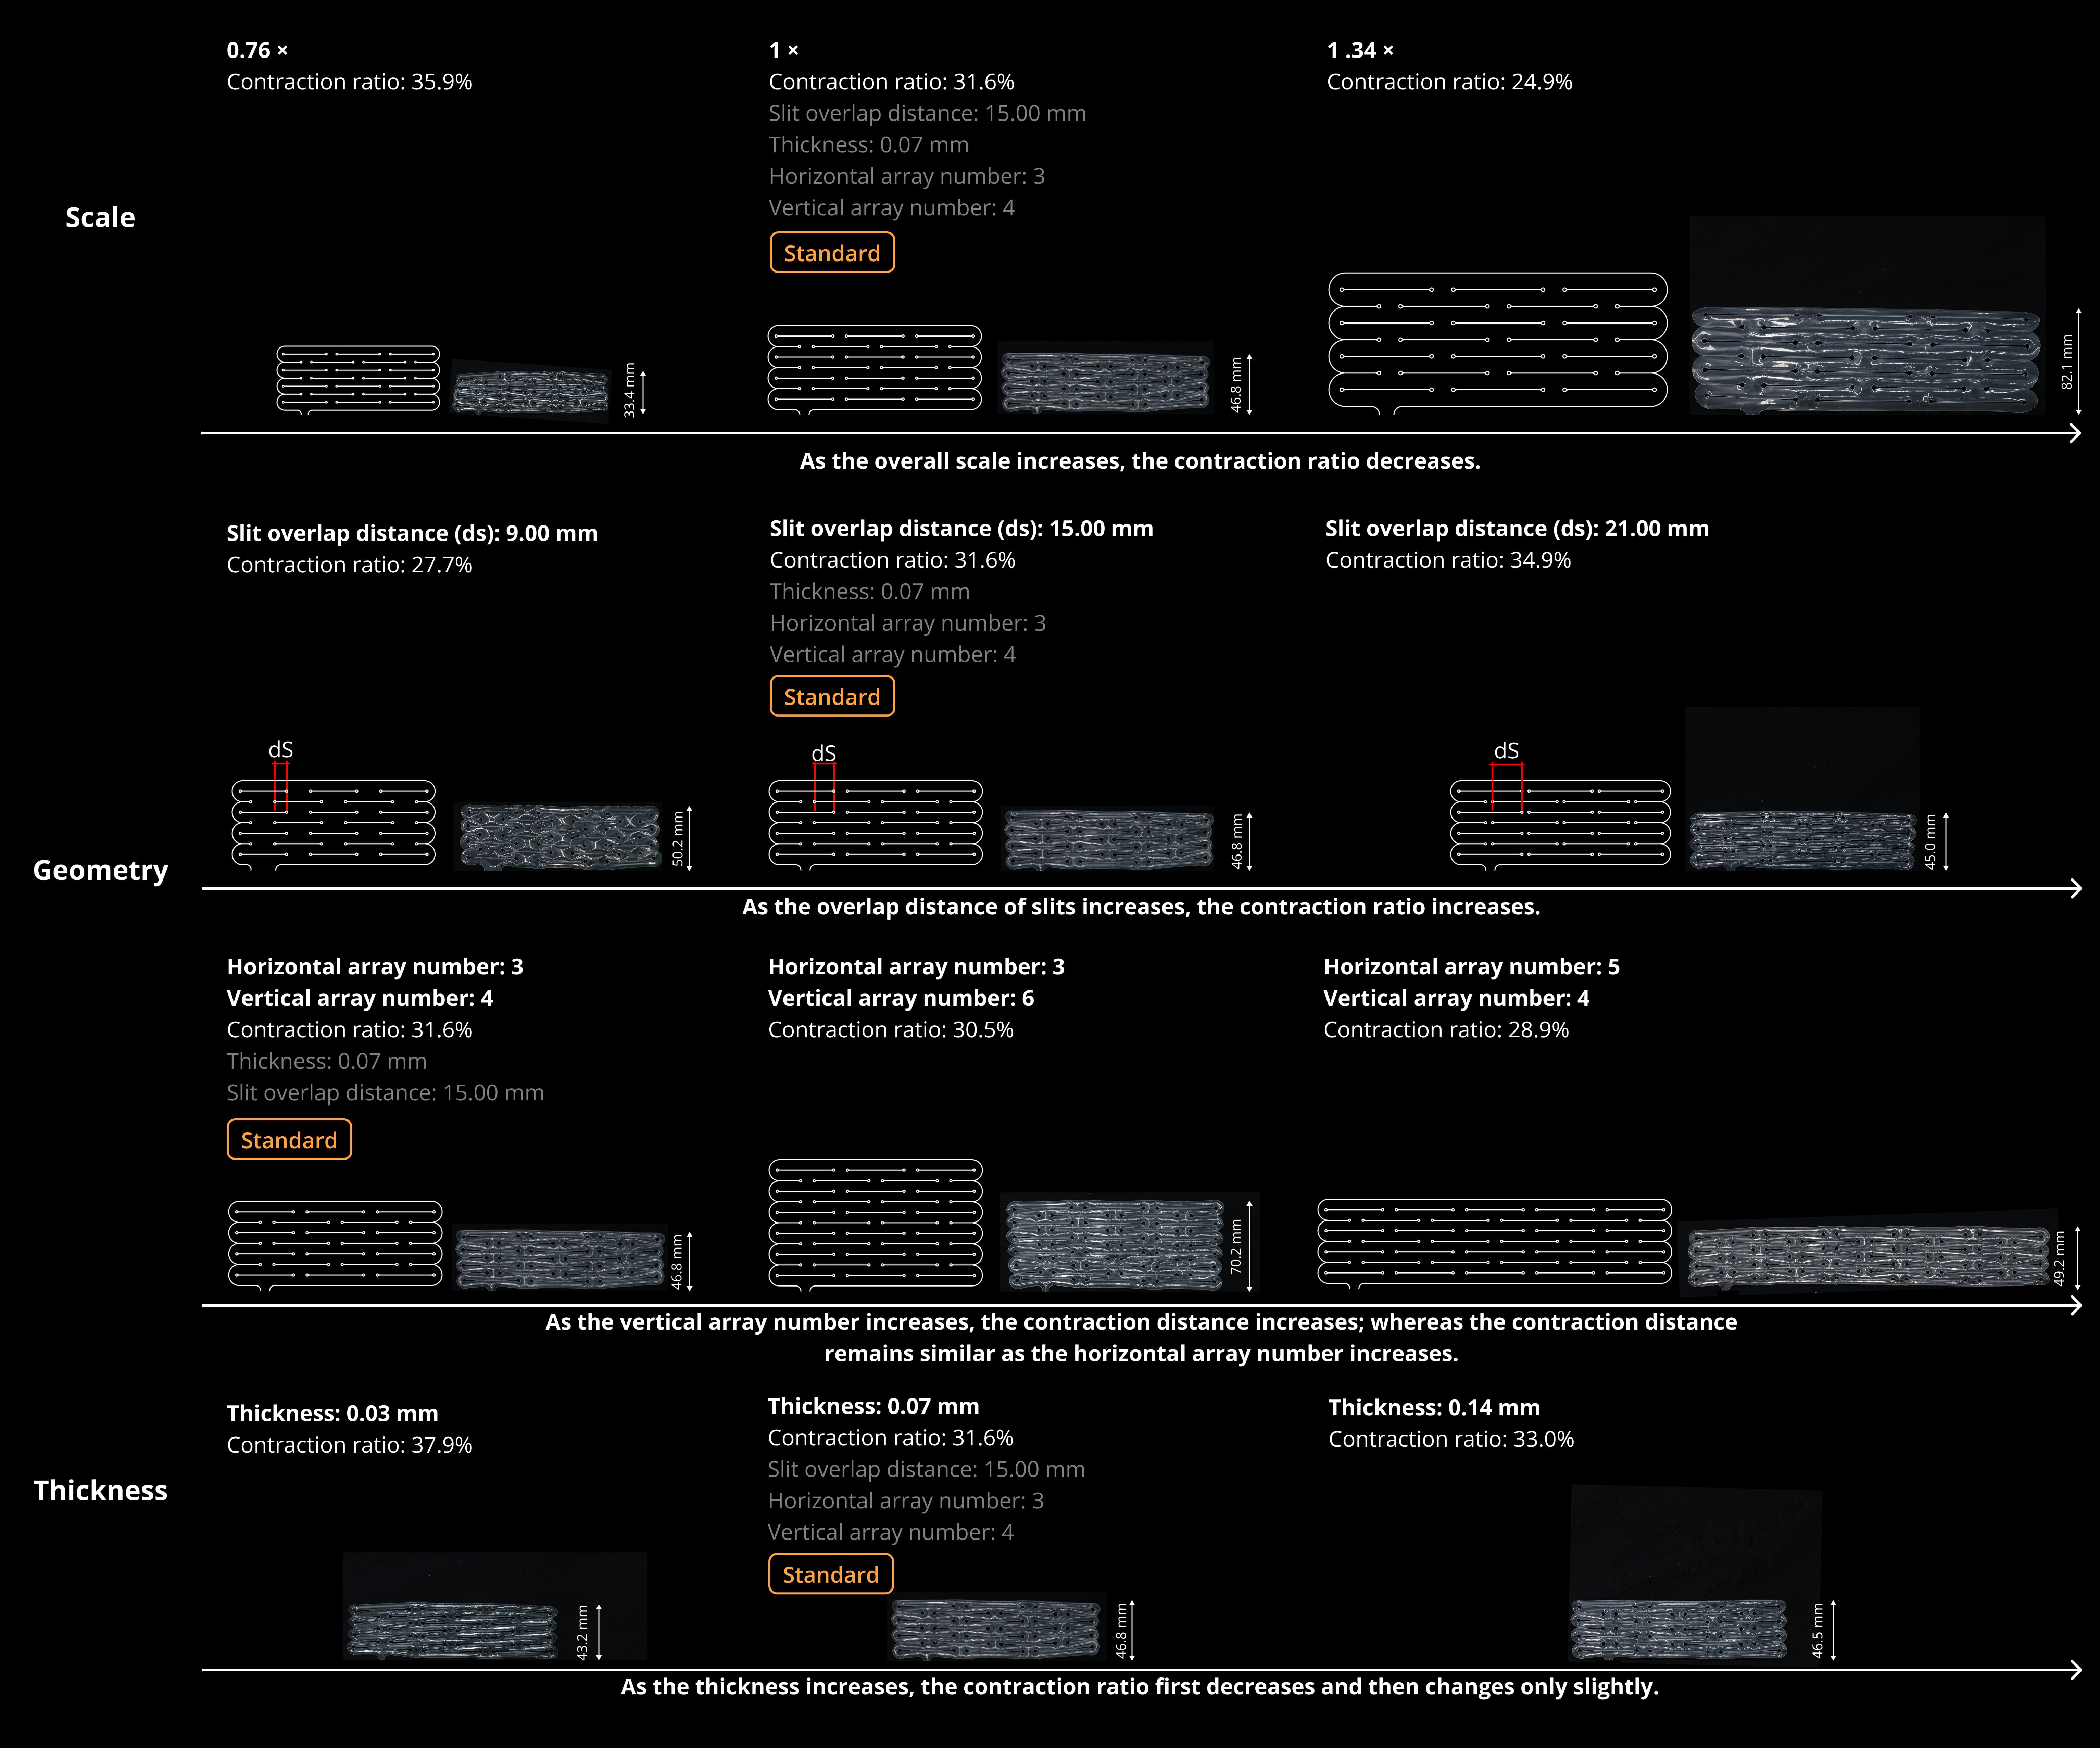 0.76 ×
Contraction ratio: 35.9%
1 ×
Contraction ratio: 31.6%
Slit overlap distance: 15.00 mm
Thickness: 0.07 mm
Horizontal array number: 3
Vertical array number: 4
Standard
1 .34 ×
Contraction ratio: 24.9%
Scale
33.4 mm
46.8 mm
82.1 mm
As the overall scale increases, the contraction ratio decreases.
Slit overlap distance (ds): 9.00 mm
Contraction ratio: 27.7%
Slit overlap distance (ds): 15.00 mm
Contraction ratio: 31.6%
Thickness: 0.07 mm
Horizontal array number: 3
Vertical array number: 4
Standard
Slit overlap distance (ds): 21.00 mm
Contraction ratio: 34.9%
dS
dS
dS
50.2 mm
46.8 mm
45.0 mm
Geometry
As the overlap distance of slits increases, the contraction ratio increases.
Horizontal array number: 3
Vertical array number: 4
Contraction ratio: 31.6%
Thickness: 0.07 mm
Slit overlap distance: 15.00 mm
Standard
Horizontal array number: 3
Vertical array number: 6
Contraction ratio: 30.5%
Horizontal array number: 5
Vertical array number: 4
Contraction ratio: 28.9%
46.8 mm
70.2 mm
49.2 mm
As the vertical array number increases, the contraction distance increases; whereas the contraction distance
remains similar as the horizontal array number increases.
Thickness: 0.03 mm
Contraction ratio: 37.9%
Thickness: 0.07 mm
Contraction ratio: 31.6%
Slit overlap distance: 15.00 mm
Horizontal array number: 3
Vertical array number: 4
Standard
Thickness: 0.14 mm
Contraction ratio: 33.0%
Thickness
43.2 mm
46.8 mm
46.5 mm
As the thickness increases, the contraction ratio first decreases and then changes only slightly.